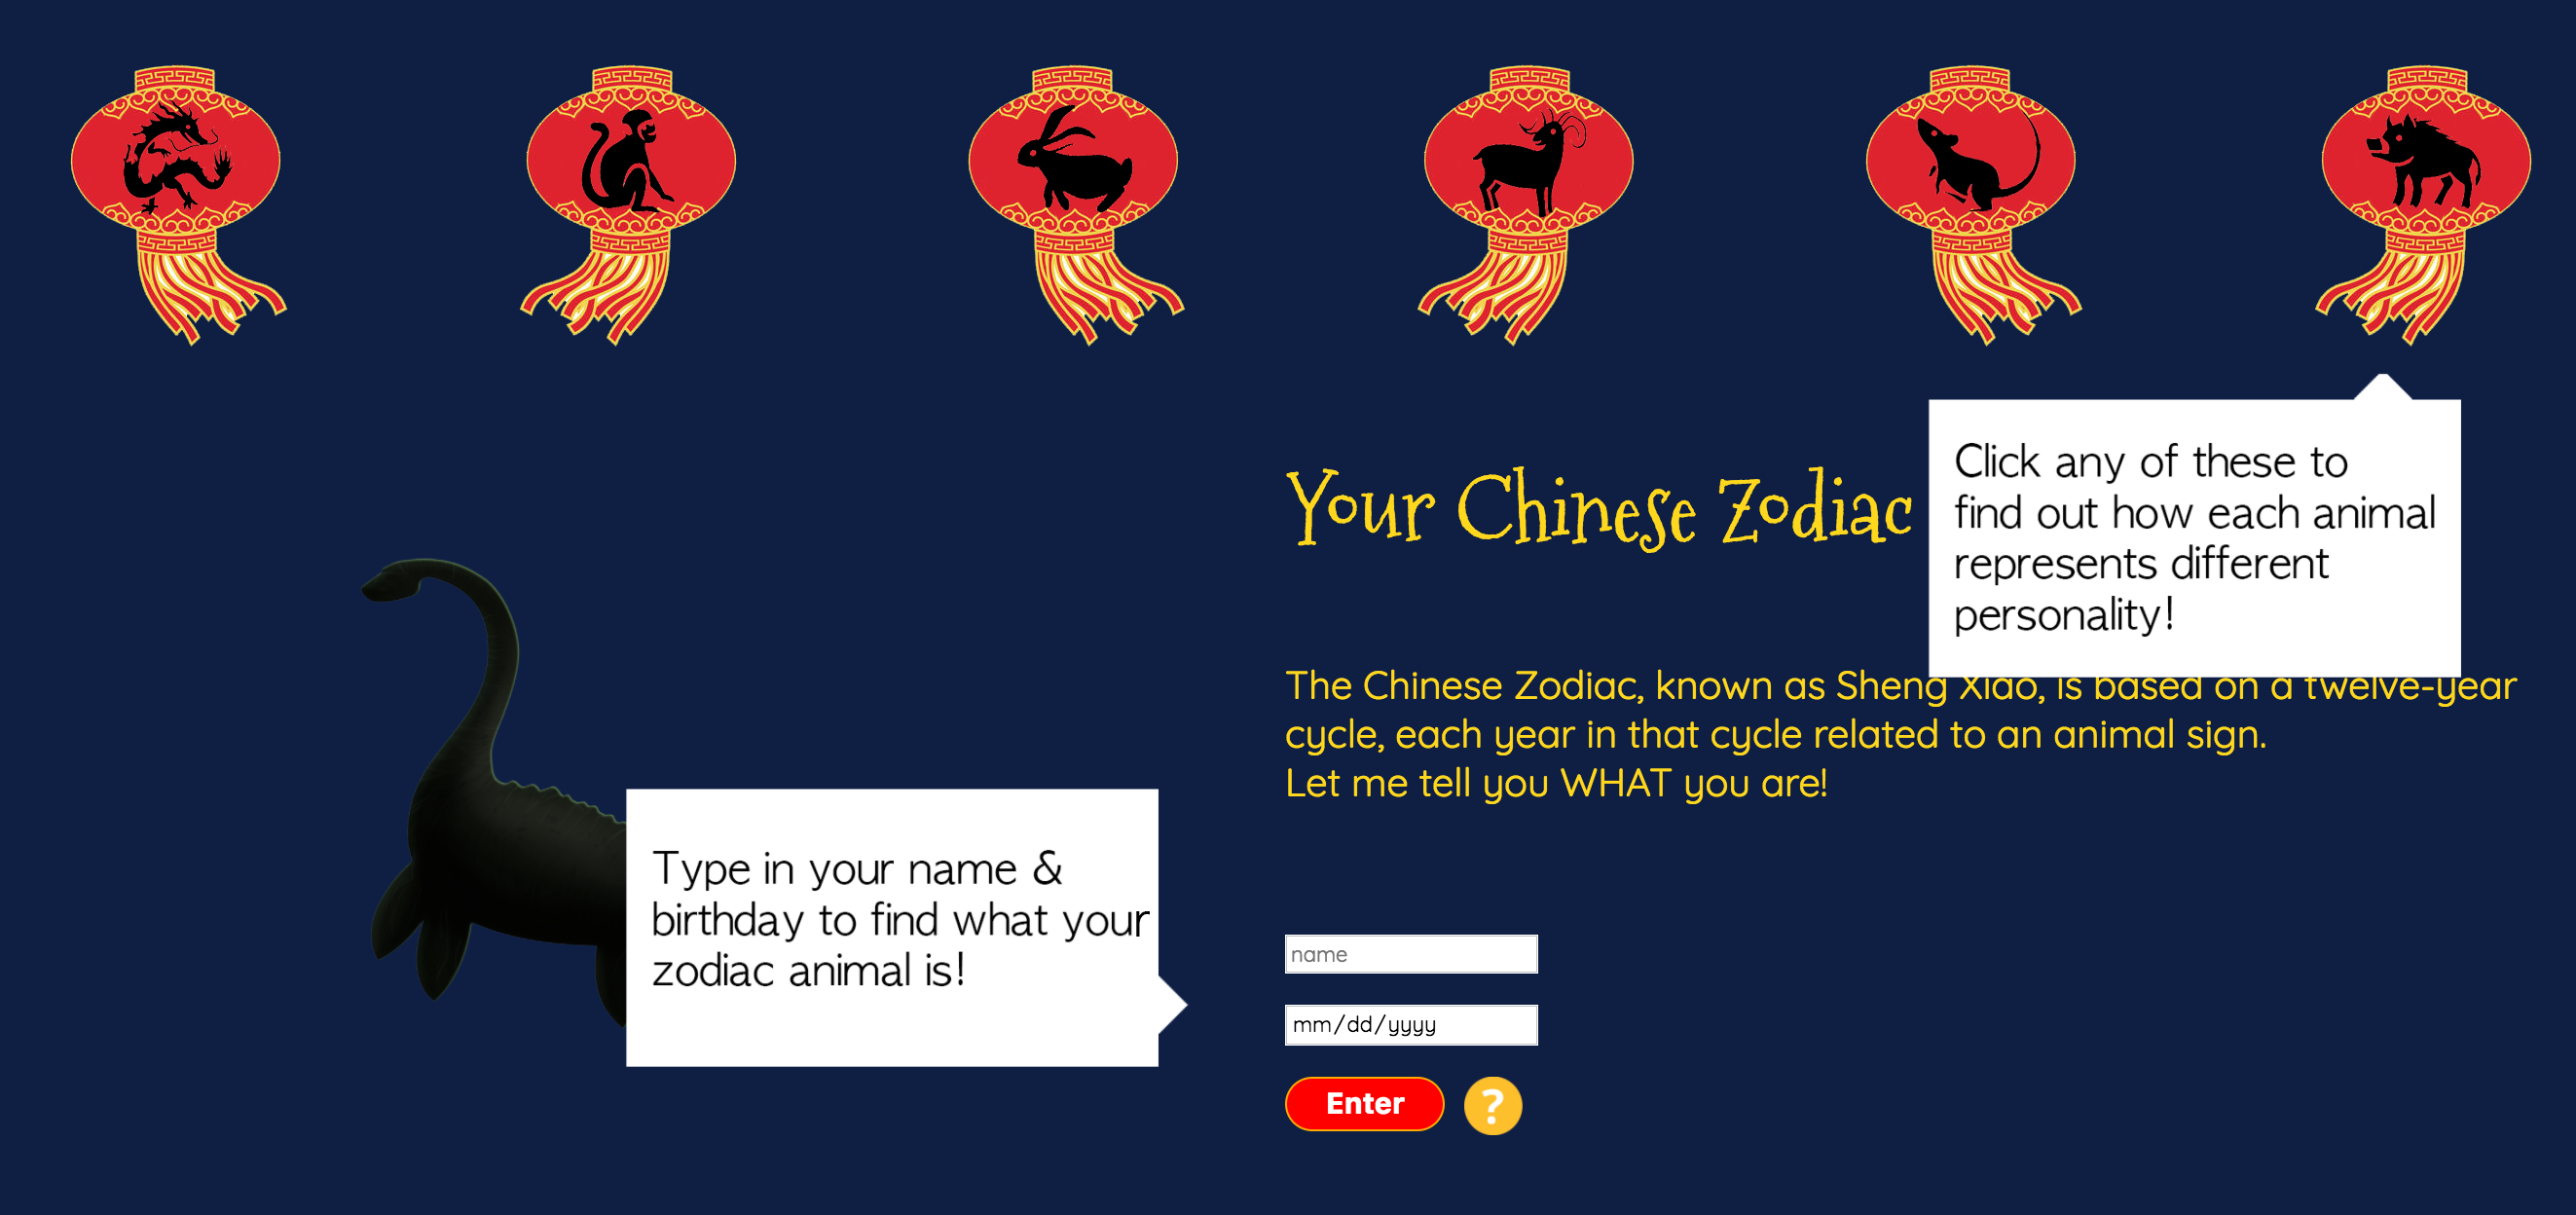 Your Chinese Zodiac
Click any of these to
find out how each animal
represents different
personality!
The Chinese Zodiac, known as Sheng Xiao, is based on a twelve-year
cycle, each year in that cycle related to an animal sign.
Let me tell you WHAT you are!
Type in your name &
birthday to find what your
zodiac animal is!
name
mm/dd/yyyy
Enter
?